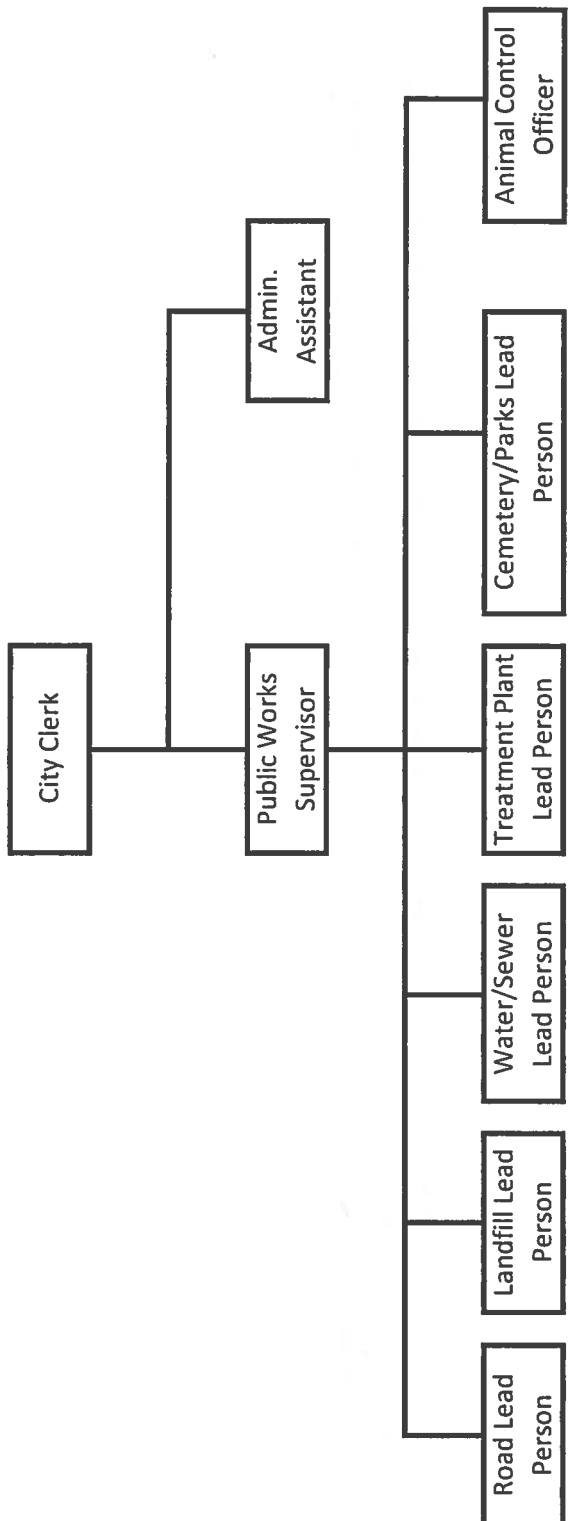 City Clerk
Public Works
Supervisor
Admin.
Assistant
Road Lead
Person
Landfill Lead
Person
Water/Sewer
Lead Person
Treatment Plant
Lead Person
Cemetery/Parks Lead
Person
Animal Control
Officer